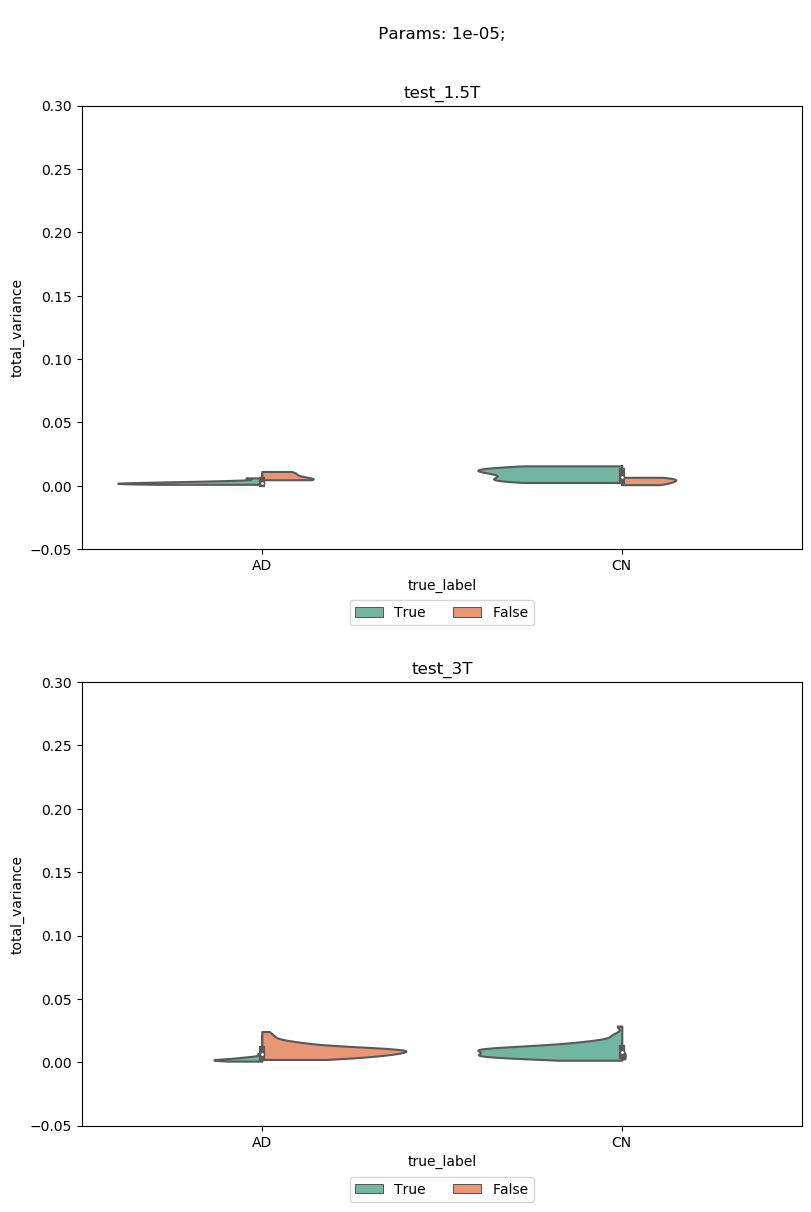 Params: 1e-05;
test_1.5T
0.30
0.25
0.20
0.15
0.10
0.05
0.00
−0.05
total_variance
AD CN
true_label
True False
test_3T
0.30
0.25
0.20
0.15
0.10
0.05
0.00
−0.05
total_variance
AD CN
true_label
True False